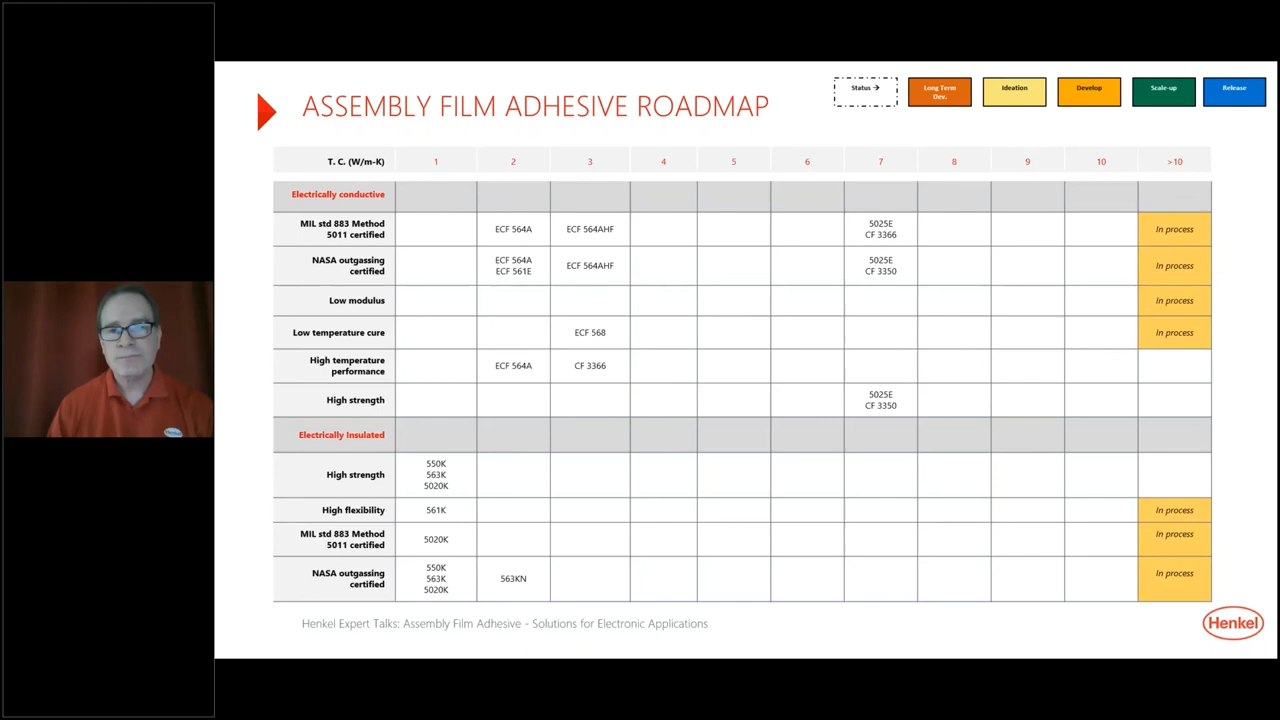 ASSEMBLY FILM ADHESIVE ROADMAP
Status →
Long Term
Dev.
Ideation
Develop
Scale-up
Release
T. C. (W/m-K) 1 2 3 4 5 6 7 8 9 10 >10
Electrically conductive
MIL std 883 Method
5011 certified
ECF 564A
ECF 564AHF
5025E
CF 3366
In process
NASA outgassing
certified
ECF 564A
ECF 561E
ECF 564AHF
5025E
CF 3350
In process
Low modulus
In process
Low temperature cure
ECF 568
In process
High temperature
performance
ECF 564A
CF 3366
High strength
5025E
CF 3350
Electrically Insulated
High strength
550K
563K
5020K
High flexibility
561K
In process
MIL std 883 Method
5011 certified
5020K
In process
NASA outgassing
certified
550K
563K
5020K
563KN
In process
Henkel Expert Talks: Assembly Film Adhesive - Solutions for Electronic Applications
Henkel
Henkel